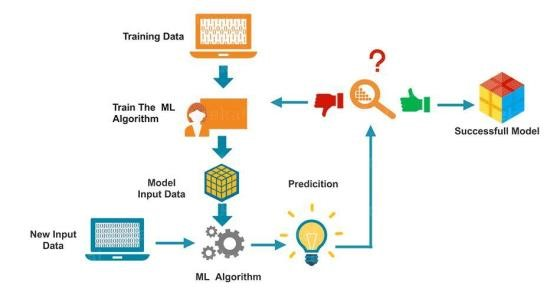 Training Data
?
Train The ML
Algorithm
Successfull Model
Model
Input Data
Predicition
New Input
Data
ML Algorithm